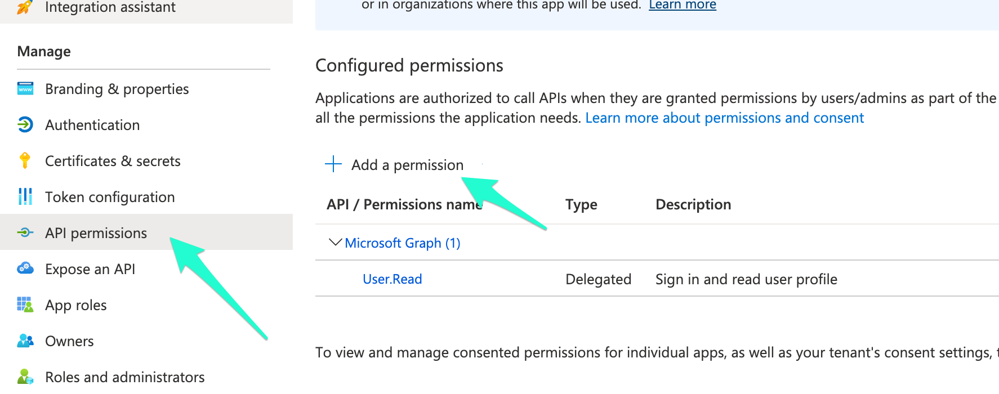 Integration assistant
Manage
www
Branding & properties
Authentication
Certificates & secrets
Token configuration
API permissions
Expose an API
App roles
Owners
Roles and administrators
or in organizations where this app will be used. Learn more
Configured permissions
Applications are authorized to call APIs when they are granted permissions by users/admins as part of the
all the permissions the application needs. Learn more about permissions and consent
Add a permission
API / Permissions name Type Description
Microsoft Graph (1)
User.Read Delegated Sign in and read user profile
To view and manage consented permissions for individual apps, as well as your tenant's consent settings,